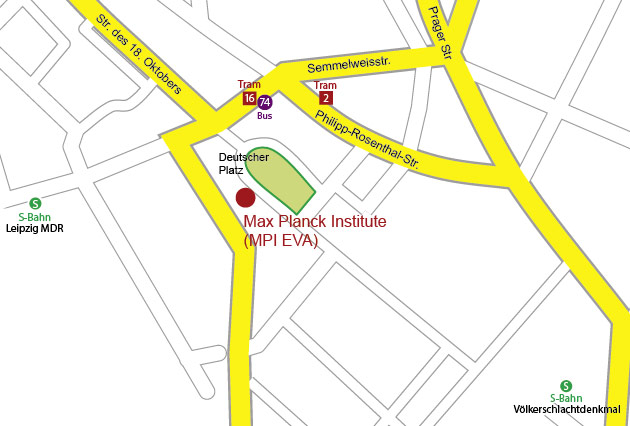 Str. des 18. Oktobers
Prager Str
Semmelweisstr.
Tram
16
74
Bus
Tram
2
Philipp-Rosenthal-Str.
Deutscher
Platz
Max Planck Institute
(MPI EVA)
S
S-Bahn
Leipzig MDR
S
S-Bahn
Völkerschlachtdenkmal